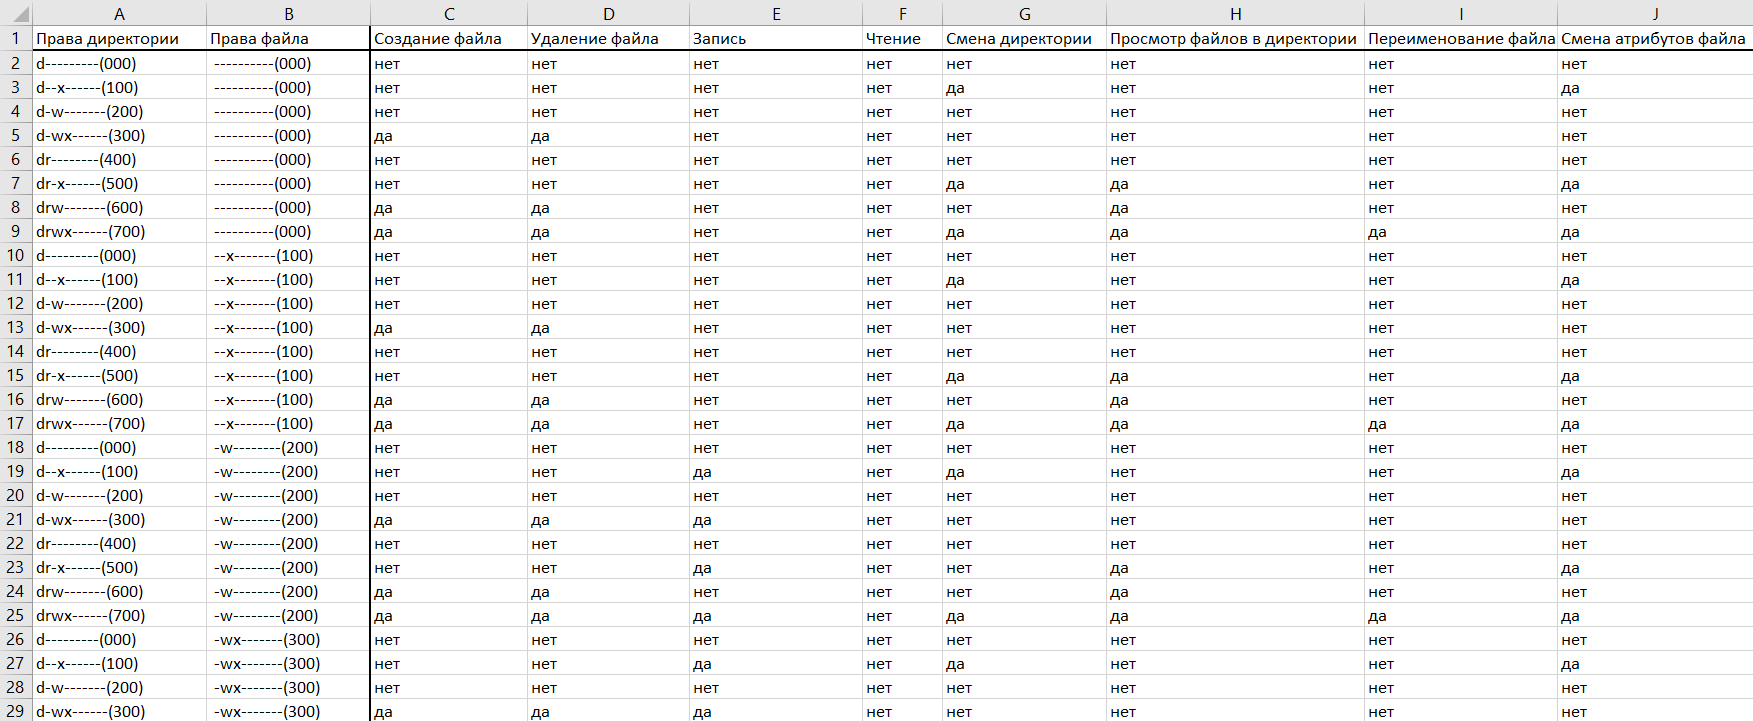 A B C D E F G H I J
1 Права директории Права файла Создание файла Удаление файла Запись Чтение Смена директории Просмотр файлов в директории Переименование файла Смена атрибутов файла
2 d---------(000) ----------(000) нет нет нет нет нет нет нет нет
3 d--x------(100) ----------(000) нет нет нет нет да нет нет да
4 d-w-------(200) ----------(000) нет нет нет нет нет нет нет нет
5 d-wx------(300) ----------(000) да да нет нет нет нет нет нет
6 dr--------(400) ----------(000) нет нет нет нет нет нет нет нет
7 dr-x------(500) ----------(000) нет нет нет нет да да нет да
8 drw-------(600) ----------(000) да да нет нет нет да нет нет
9 drwx------(700) ----------(000) да да нет нет да да да да
10 d---------(000) --x-------(100) нет нет нет нет нет нет нет нет
11 d--x------(100) --x-------(100) нет нет нет нет да нет нет да
12 d-w-------(200) --x-------(100) нет нет нет нет нет нет нет нет
13 d-wx------(300) --x-------(100) да да нет нет нет нет нет нет
14 dr--------(400) --x-------(100) нет нет нет нет нет нет нет нет
15 dr-x------(500) --x-------(100) нет нет нет нет да да нет да
16 drw-------(600) --x-------(100) да да нет нет нет да нет нет
17 drwx------(700) --x-------(100) да да нет нет да да да да
18 d---------(000) -w--------(200) нет нет нет нет нет нет нет нет
19 d--x------(100) -w--------(200) нет нет да нет да нет нет да
20 d-w-------(200) -w--------(200) нет нет нет нет нет нет нет нет
21 d-wx------(300) -w--------(200) да да да нет нет нет нет нет
22 dr--------(400) -w--------(200) нет нет нет нет нет нет нет нет
23 dr-x------(500) -w--------(200) нет нет да нет нет да нет да
24 drw-------(600) -w--------(200) да да нет нет нет да нет нет
25 drwx------(700) -w--------(200) да да да нет да да да да
26 d---------(000) -wx-------(300) нет нет нет нет нет нет нет нет
27 d--x------(100) -wx-------(300) нет нет да нет да нет нет да
28 d-w-------(200) -wx-------(300) нет нет нет нет нет нет нет нет
29 d-wx------(300) -wx-------(300) да да да нет нет нет нет нет